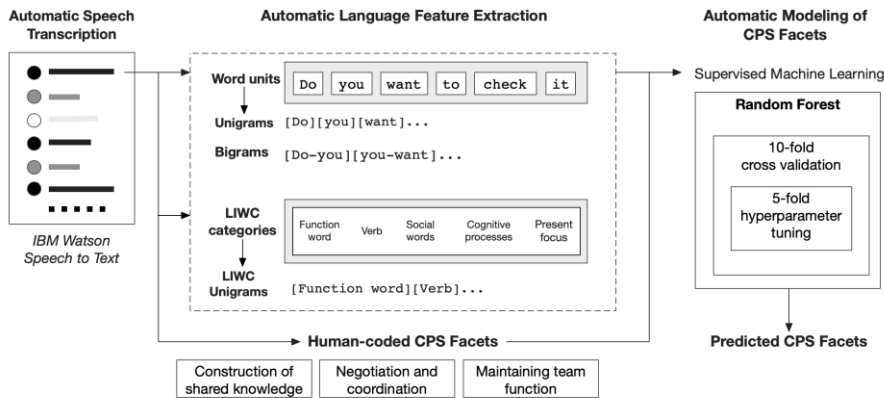 Automatic Speech
Transcription
IBM Watson
Speech to Text
Automatic Language Feature Extraction
Word units
Do you want to check it
Unigrams
[Do][you][want]...
Bigrams
[Do-you][you-want]...
LIWC
categories
Function
word
Verb
Social
words
Cognitive
processes
Present
focus
LIWC
Unigrams
[Function word][Verb]...
Human-coded CPS Facets
Construction of
shared knowledge
Negotiation and
coordination
Maintaining team
function
Automatic Modeling of
CPS Facets
Supervised Machine Learning
Random Forest
10-fold
cross validation
5-fold
hyperparameter
tuning
Predicted CPS Facets